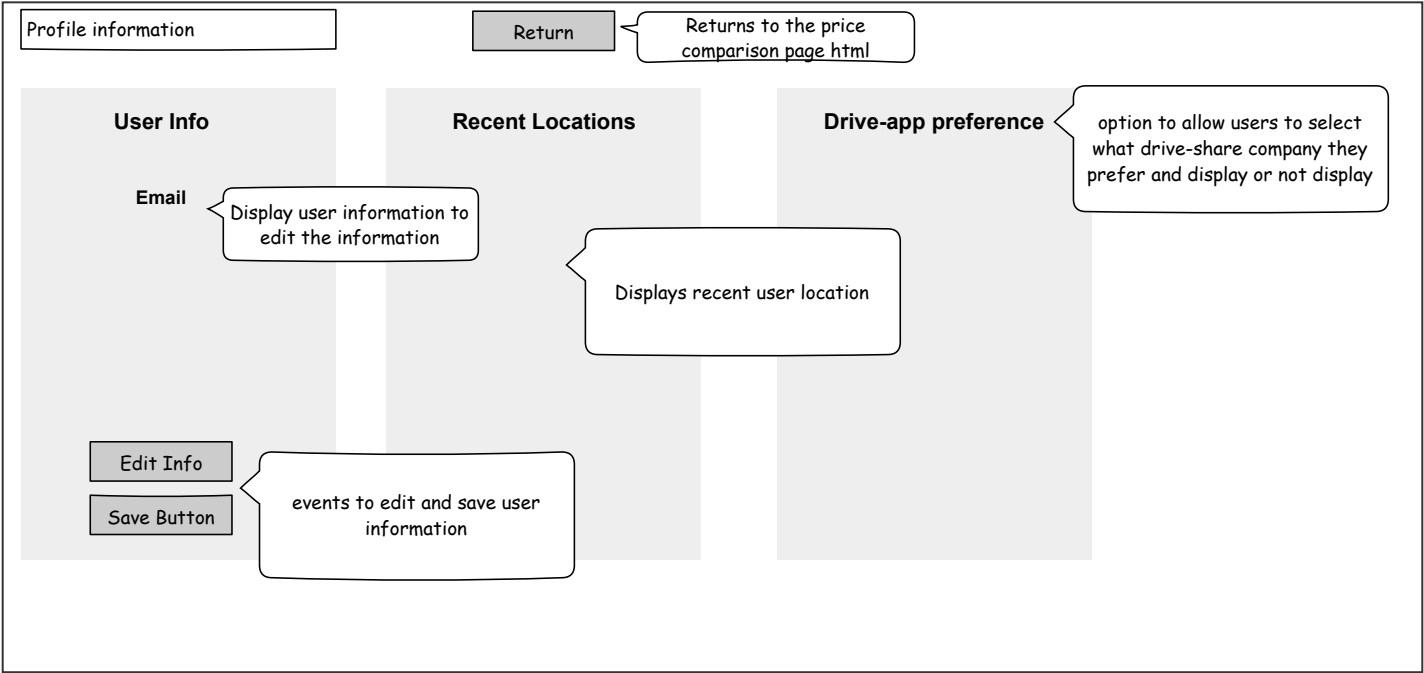 Profile information
Return
Returns to the price
comparison page html
User Info
Recent Locations
Drive-app preference
option to allow users to select
what drive-share company they
prefer and display or not display
Email
Display user information to
edit the information
Displays recent user location
Edit Info
Save Button
events to edit and save user
information